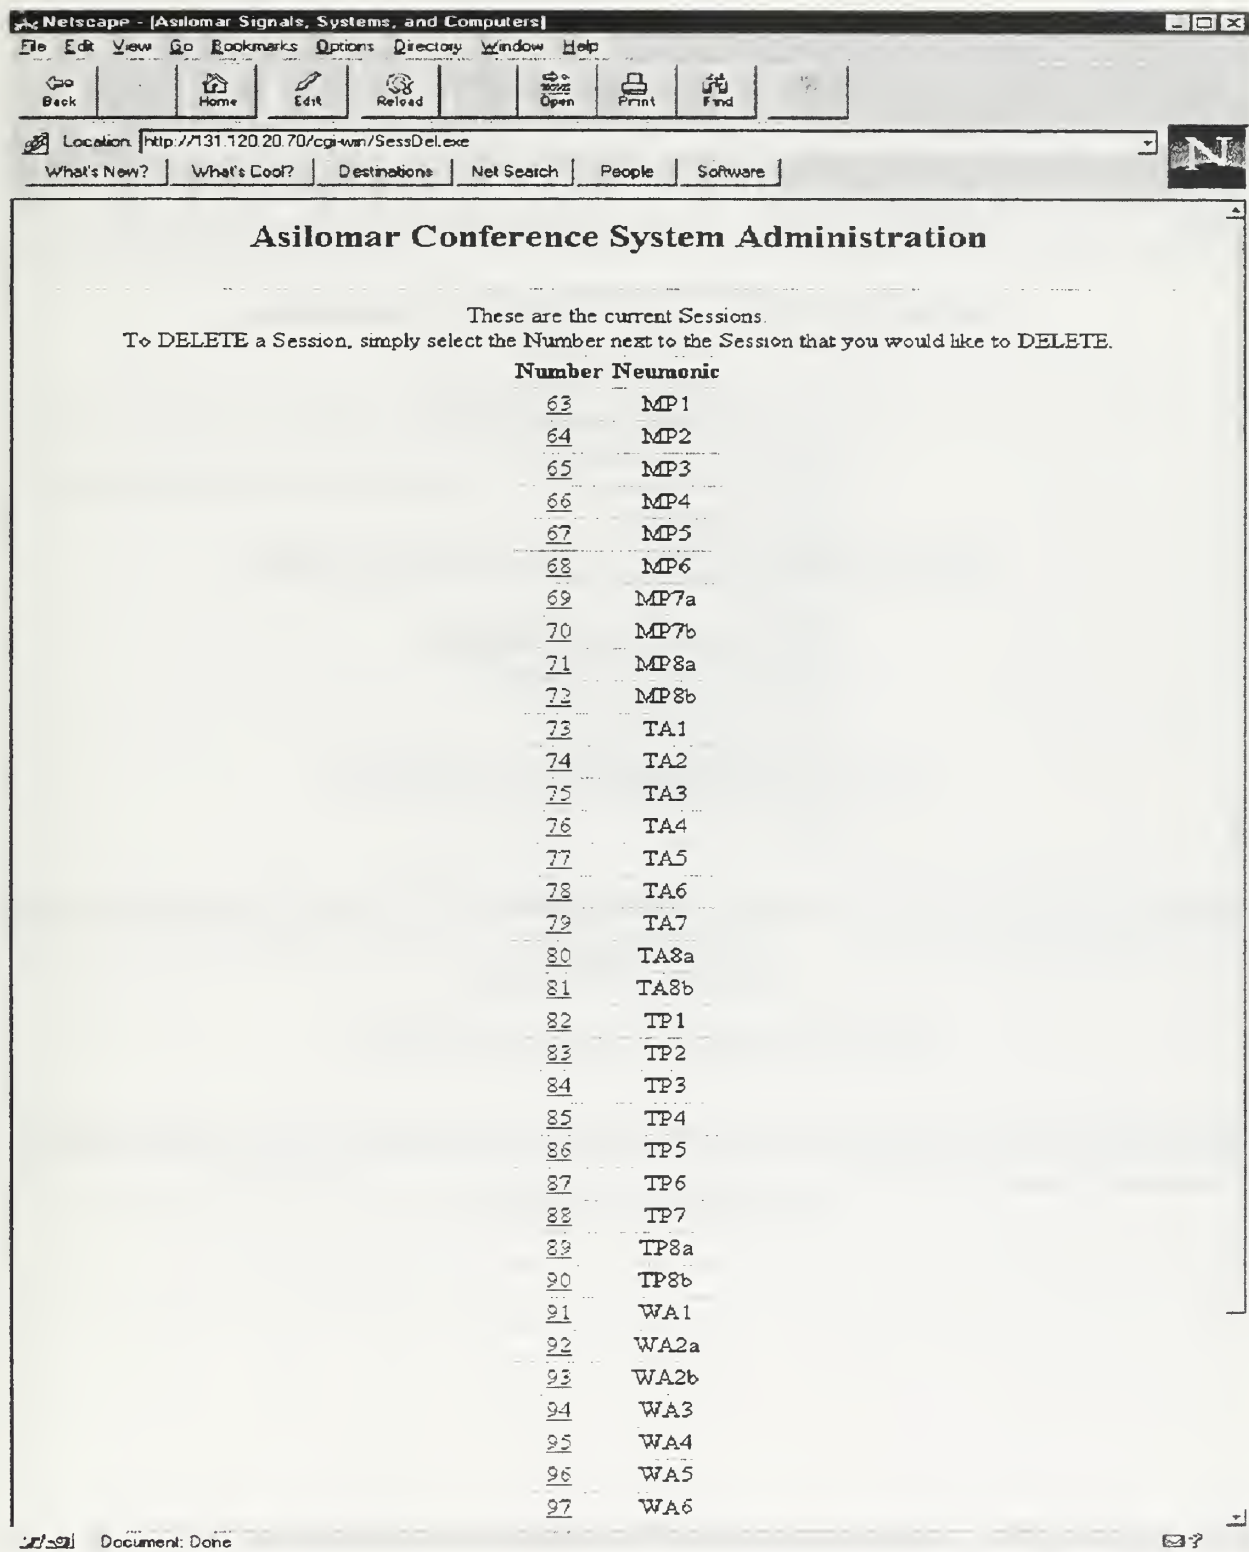 Netscape - [Asilomar Signals, Systems, and Computers]
File Edit View Go Bookmarks Options Directory Window Help
Back Home Edit Reload Open Print Find
Location: http://131.120.20.70/cgi-win/SessDel.exe
N
What's New? What's Cool? Destinations Net Search People Software
Asilomar Conference System Administration
These are the current Sessions.
To DELETE a Session, simply select the Number next to the Session that you would like to DELETE.
Number Neumonic
63 MP1
64 MP2
65 MP3
66 MP4
67 MP5
68 MP6
69 MP7a
70 MP7b
71 MP8a
72 MP8b
73 TA1
74 TA2
75 TA3
76 TA4
77 TA5
78 TA6
79 TA7
80 TA8a
81 TA8b
82 TP1
83 TP2
84 TP3
85 TP4
86 TP5
87 TP6
88 TP7
89 TP8a
90 TP8b
91 WA1
92 WA2a
93 WA2b
94 WA3
95 WA4
96 WA5
97 WA6
Document: Done